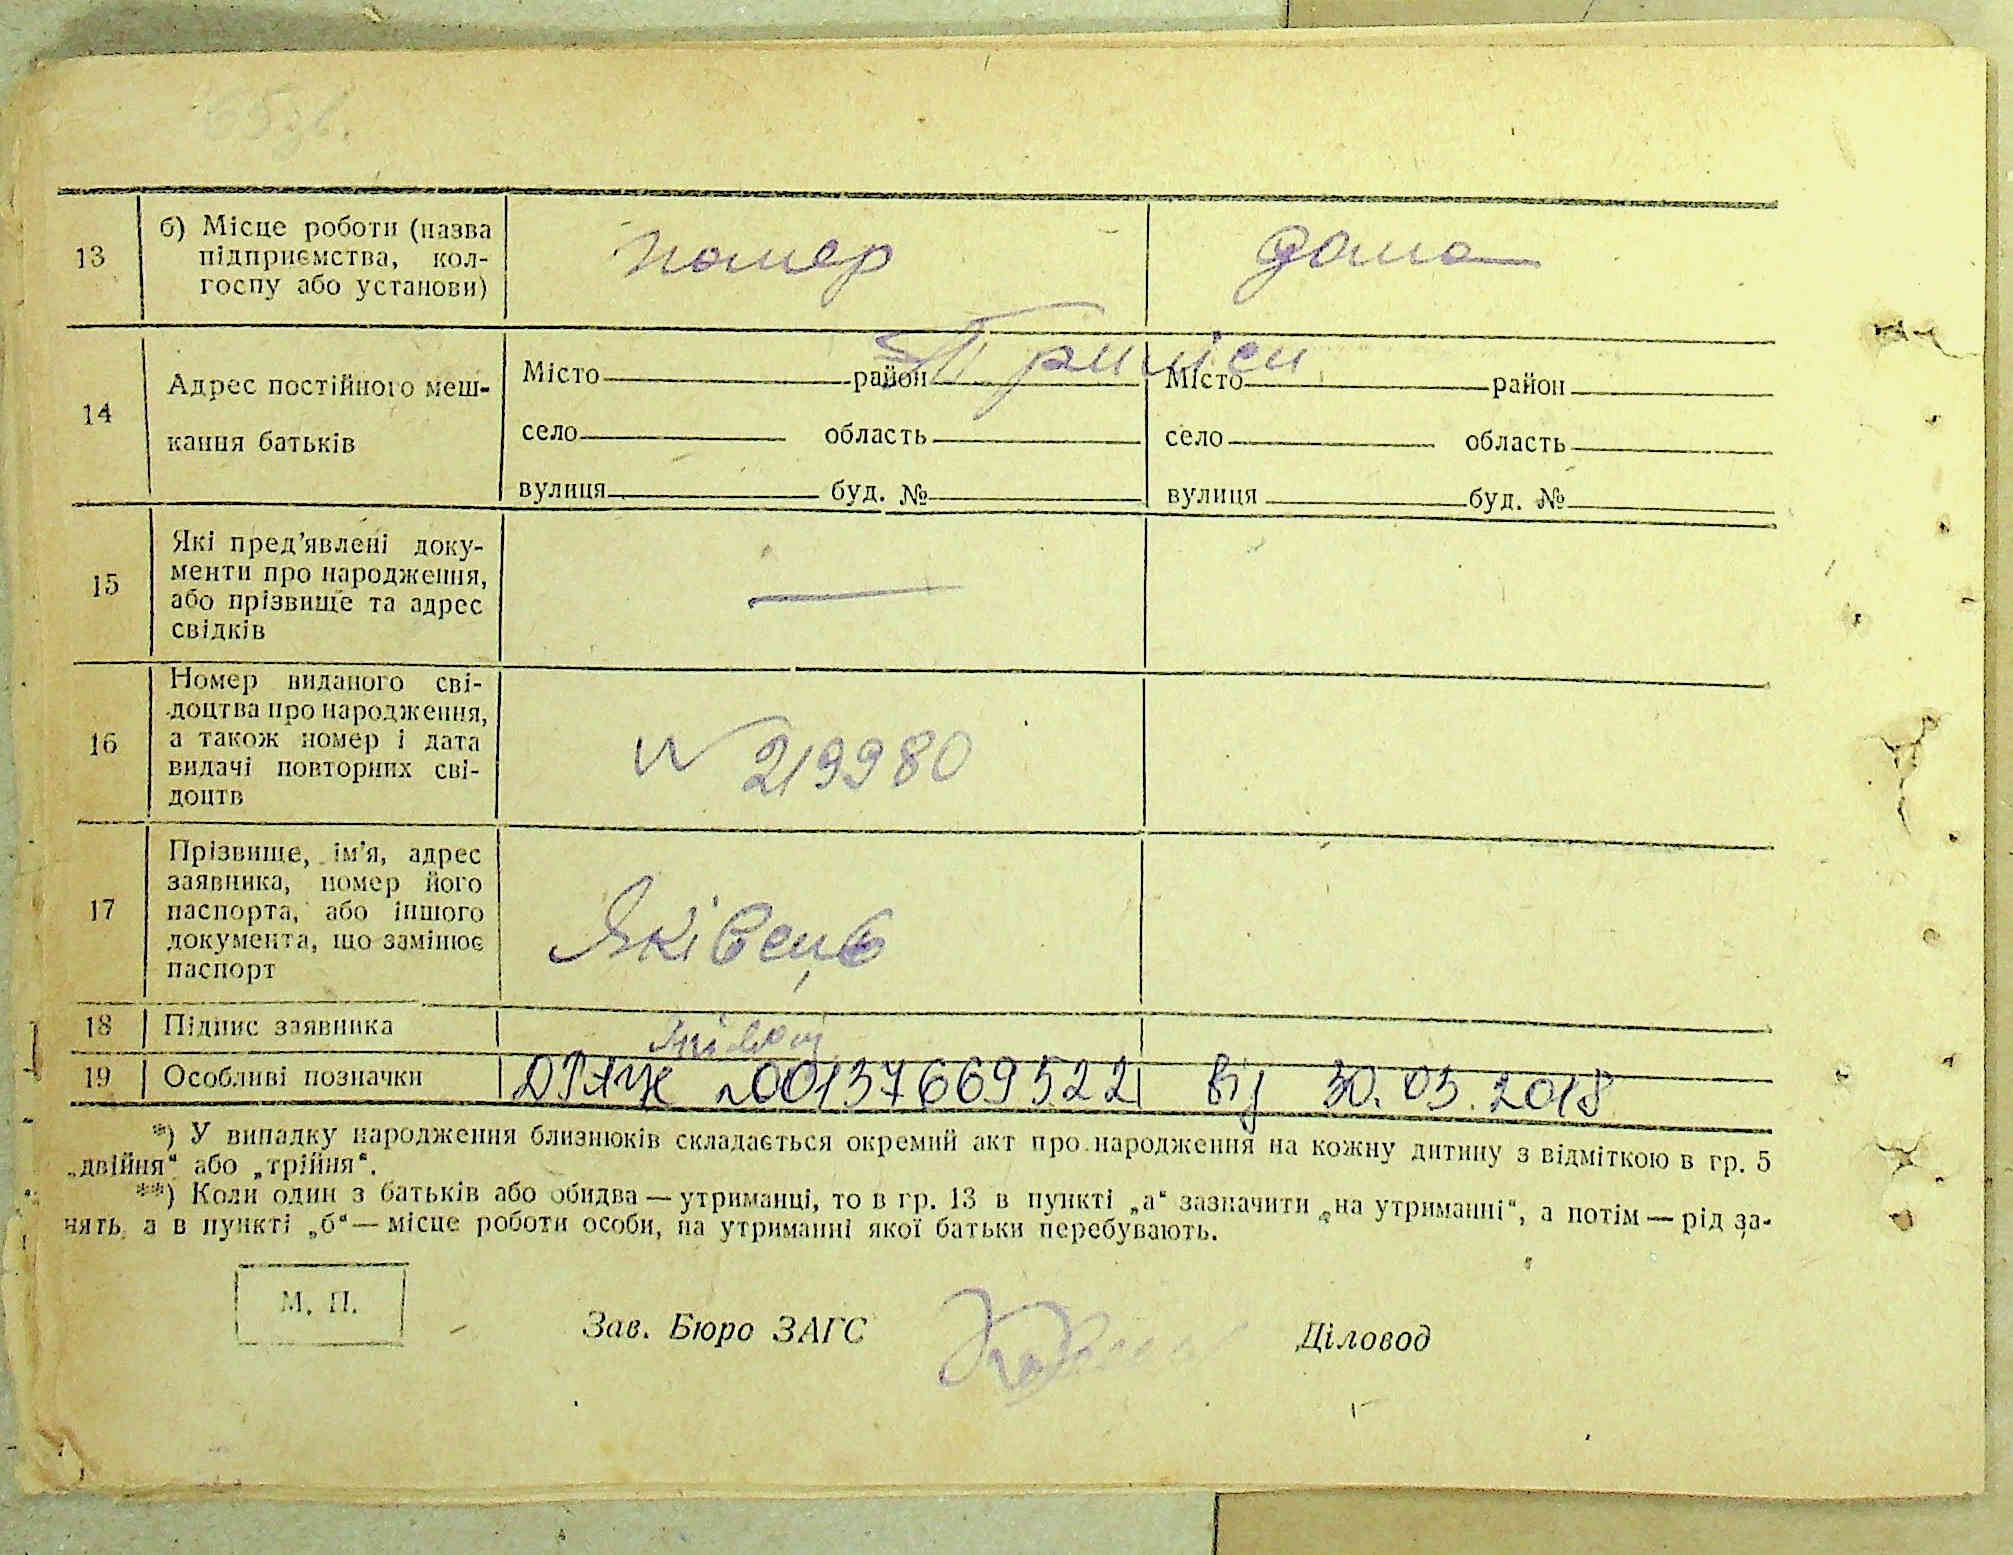 65зв.
13
б) Місце роботи (назва
підприємства, кол-
госпу або установи)
помер
дома
14
Адрес постійного меш-
кання батьків
Місто район
село область
вулиця буд. №
Місто район
село область
вулиця буд. №
15
Які пред’явлені доку-
менти про народження,
або прізвище та адрес
свідків
—
16
Номер виданого сві-
доцтва про народження,
а також номер і дата
видачі повторних сві-
доцтв
N 219980
17
Прізвище, ім’я, адрес
заявника, номер його
паспорта, або іншого
документа, що замінює
паспорт
Яківець
18
Підпис заявника
19
Особливі позначки
ДРАЦС 00137669522 від 30.03.2018
*) У випадку народження близнюків складається окремий акт про народження на кожну дитину з відміткою в гр. 5
„двійня“ або „трійня“.
**) Коли один з батьків або обидва — утриманці, то в гр. 13 в пункті „а“ зазначити „на утриманні“, а потім — рід за-
нять, а в пункті „б“ — місце роботи особи, на утриманні якої батьки перебувають.
М. П.
Зав. Бюро ЗАГС
Діловод